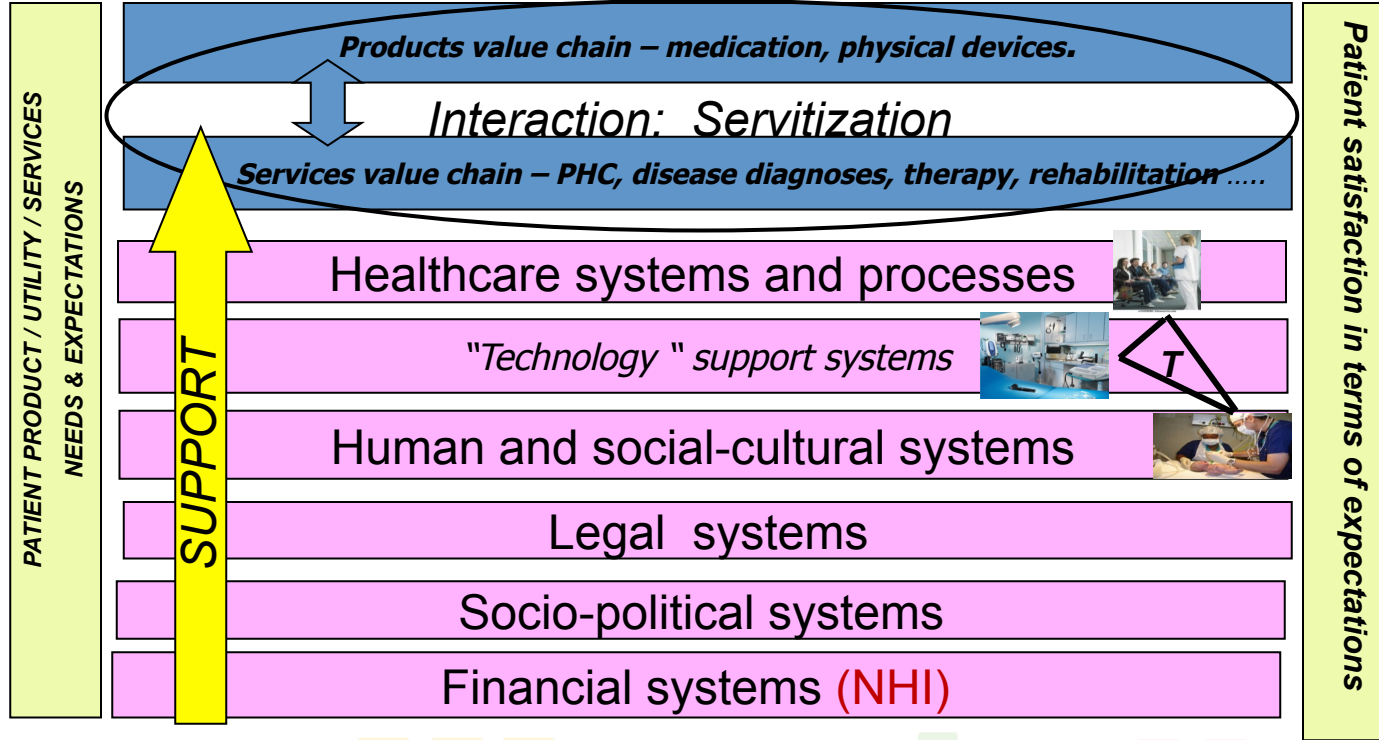 PATIENT PRODUCT / UTILITY / SERVICES
NEEDS & EXPECTATIONS
Products value chain – medication, physical devices.
Interaction: Servitization
Services value chain – PHC, disease diagnoses, therapy, rehabilitation .....
SUPPORT
Healthcare systems and processes
“Technology “ support systems
T
Human and social-cultural systems
Legal systems
Socio-political systems
Financial systems (NHI)
Patient satisfaction in terms of expectations